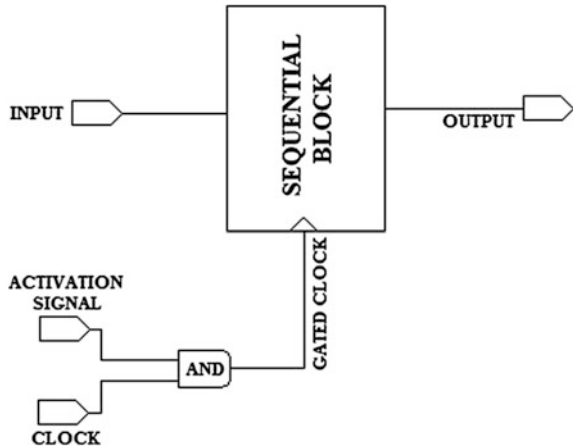 SEQUENTIAL
BLOCK
INPUT
OUTPUT
GATED CLOCK
ACTIVATION
SIGNAL
AND
CLOCK